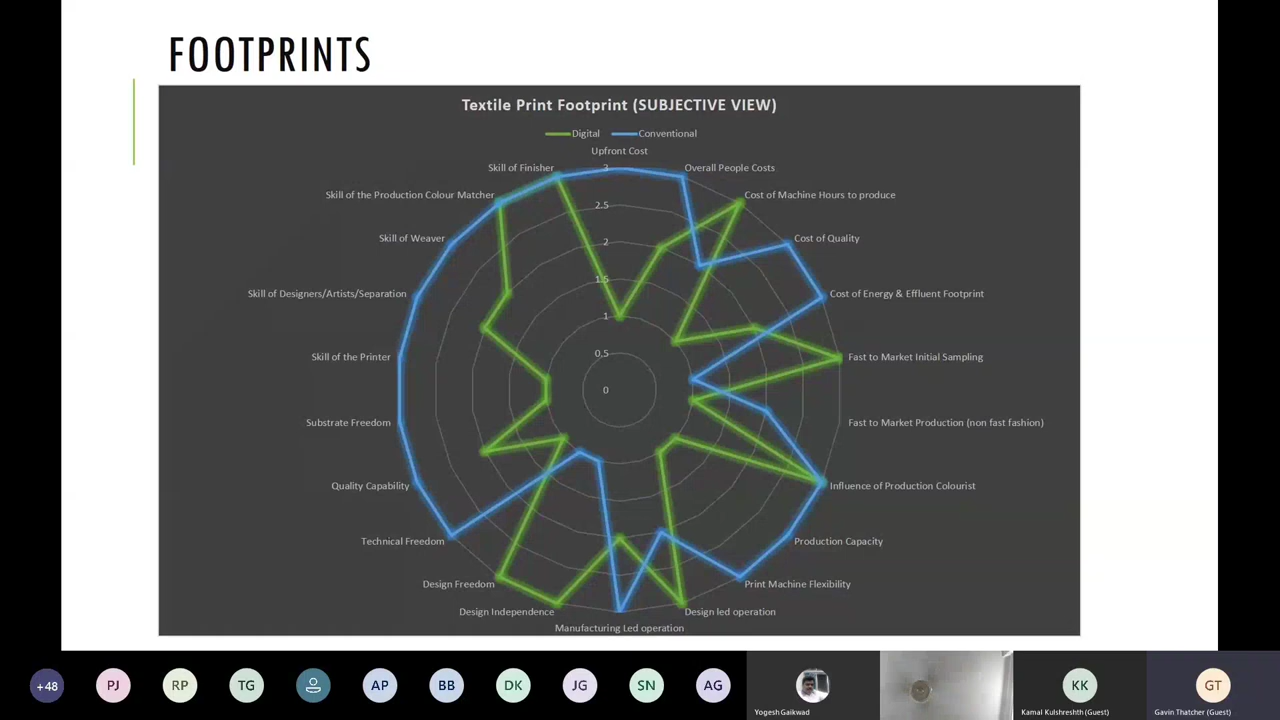 FOOTPRINTS
Textile Print Footprint (SUBJECTIVE VIEW)
Digital Conventional
Upfront Cost
Overall People Costs
Cost of Machine Hours to produce
Cost of Quality
Cost of Energy & Effluent Footprint
Fast to Market Initial Sampling
Fast to Market Production (non fast fashion)
Influence of Production Colourist
Production Capacity
Print Machine Flexibility
Design led operation
Manufacturing Led operation
Design Independence
Design Freedom
Technical Freedom
Quality Capability
Substrate Freedom
Skill of the Printer
Skill of Designers/Artists/Separation
Skill of Weaver
Skill of the Production Colour Matcher
Skill of Finisher
3
2.5
2
1.5
1
0.5
0
+48 PJ RP TG AP BB DK JG SN AG KK GT
Yogesh Gaikwad
Kamal Kulshreshth (Guest)
Gavin Thatcher (Guest)